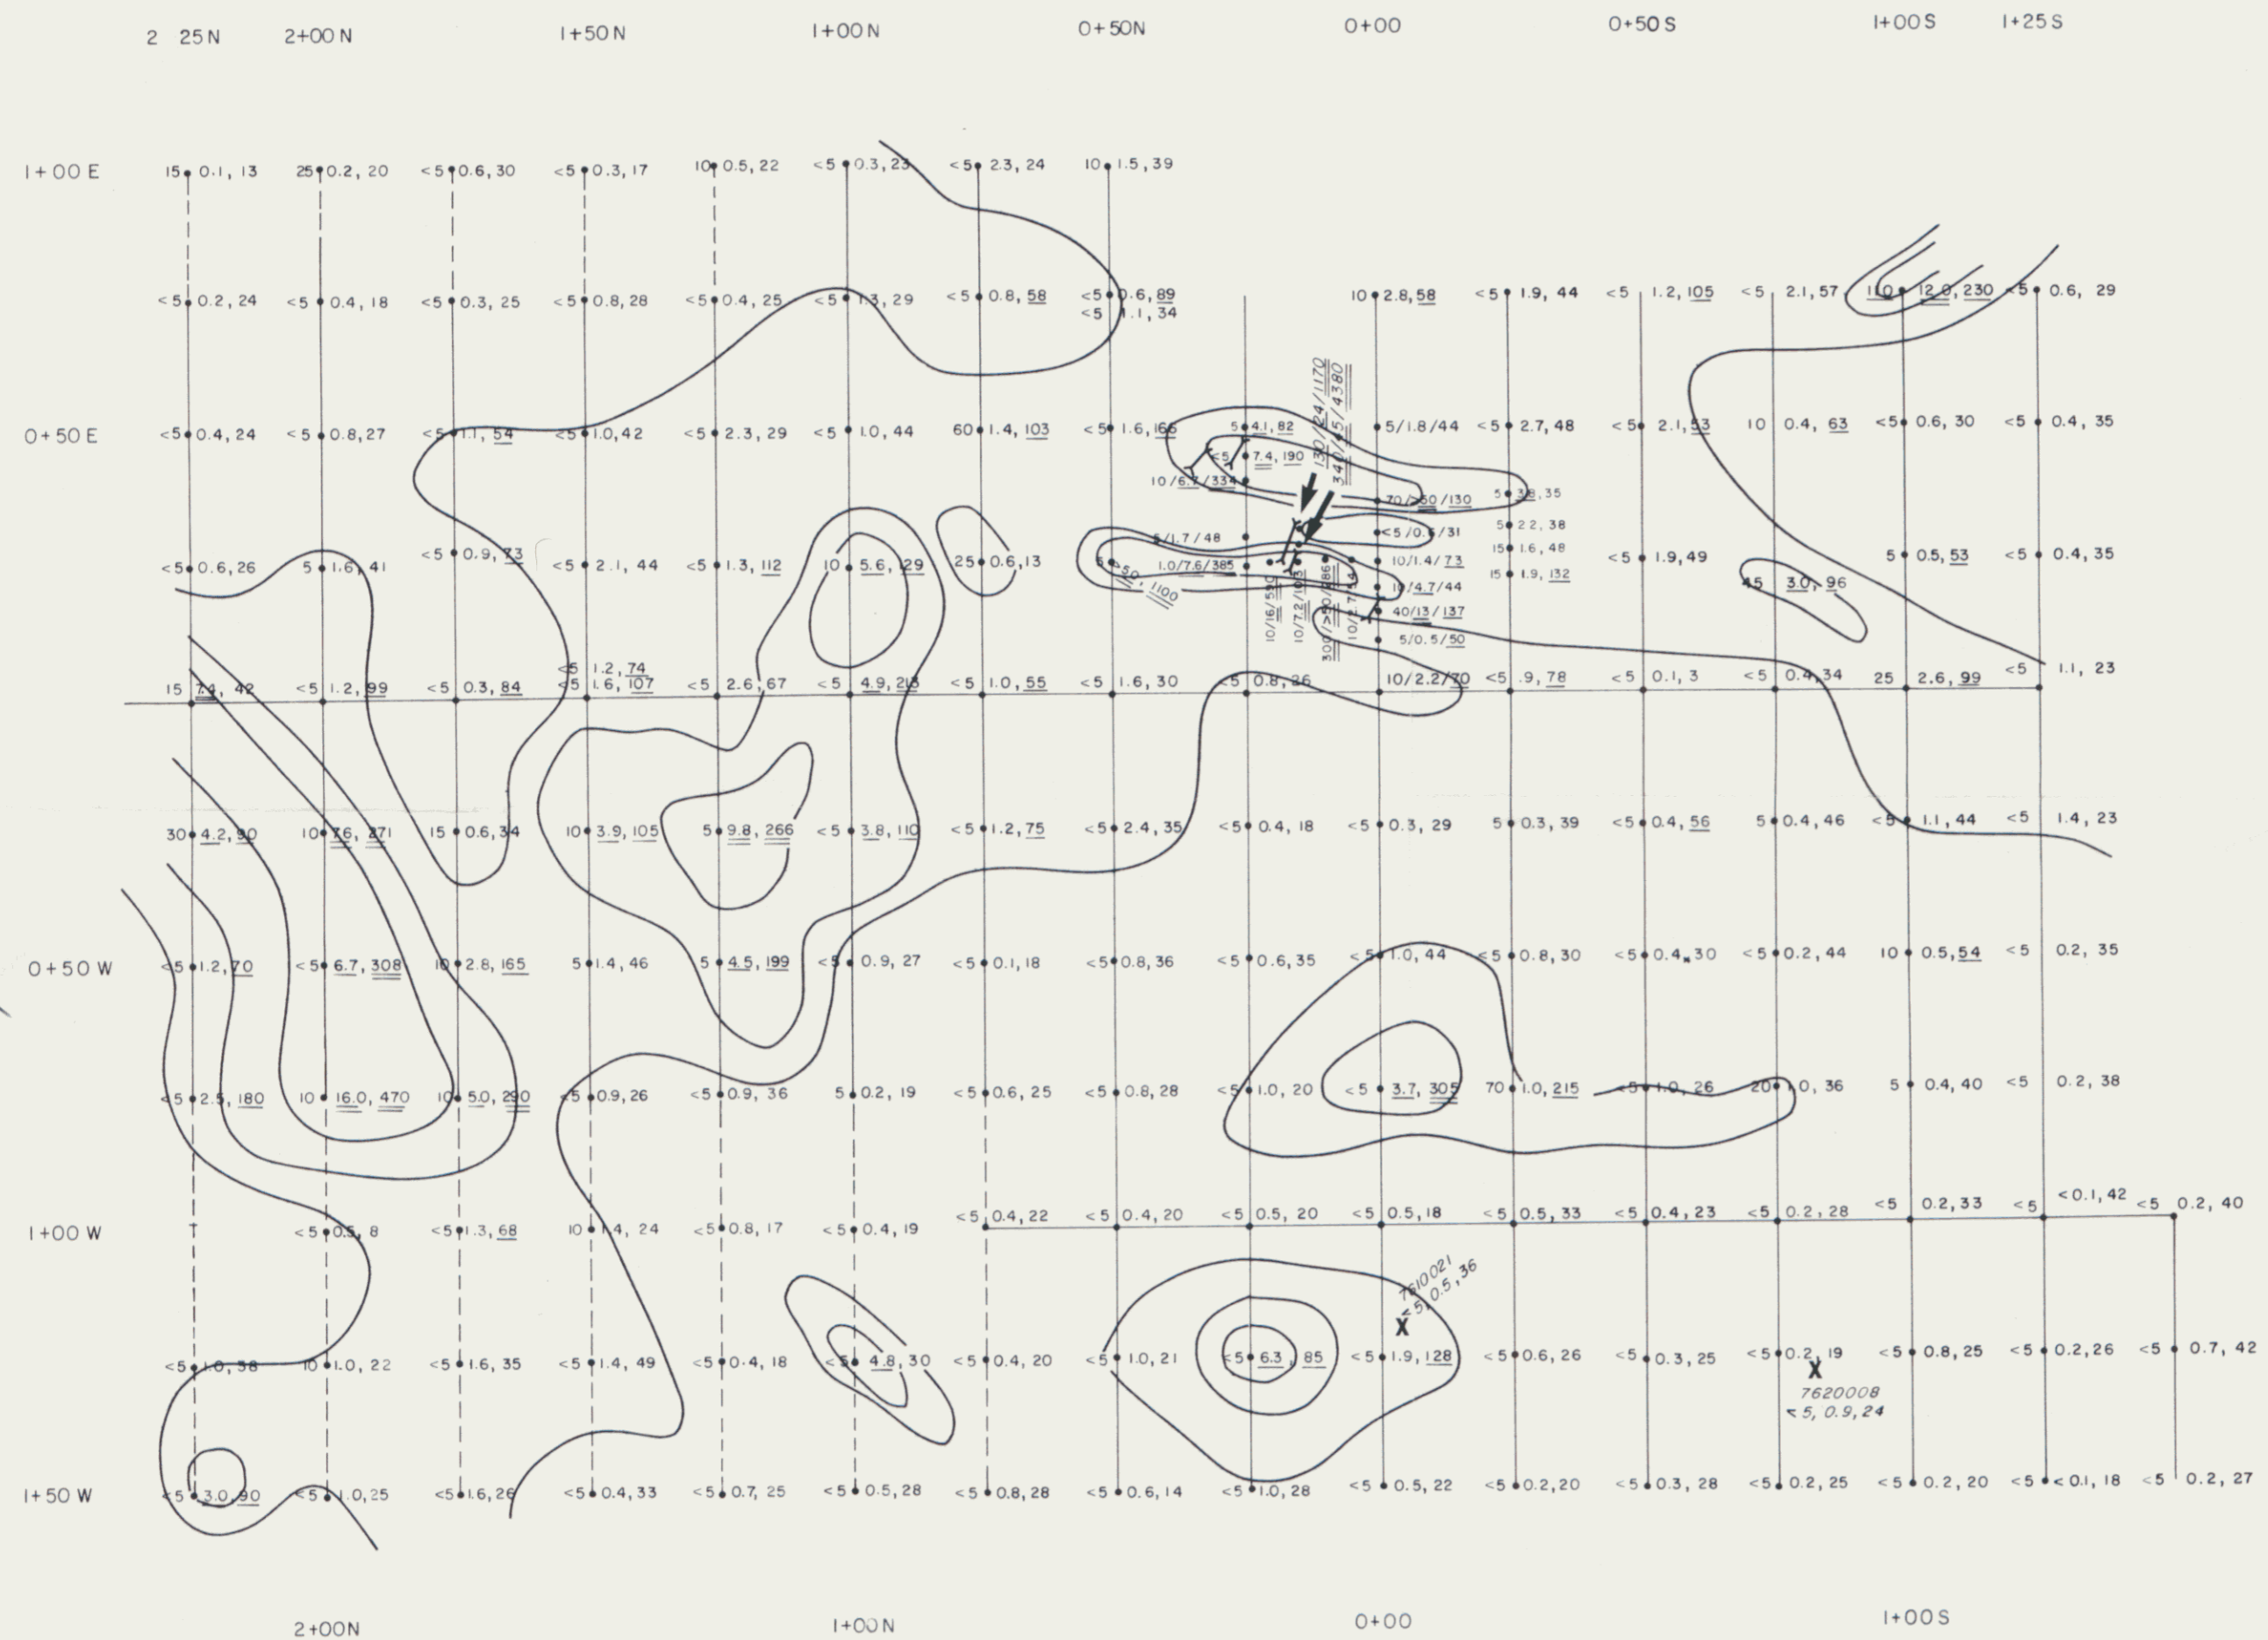 2 25N 2+00N 1+50N 1+00N 0+50N 0+00 0+50S 1+00S 1+25S
1+00 E 15 0.1, 13 25 0.2, 20 <5 0.6, 30 <5 0.3, 17 10 0.5, 22 <5 0.3, 23 <5 2.3, 24 10 1.5, 39
<5 0.2, 24 <5 0.4, 18 <5 0.3, 25 <5 0.8, 28 <5 0.4, 25 <5 1.3, 29 <5 0.8, 58 <5 0.6, 89 10 2.8, 58 <5 1.9, 44 <5 1.2, 105 <5 2.1, 57 110 12.0, 230 <5 0.6, 29
<5 1.1, 34
130/>24/1170
340/45/4380
0+50 E <5 0.4, 24 <5 0.8, 27 <5 1.1, 54 <5 1.0, 42 <5 2.3, 29 <5 1.0, 44 60 1.4, 103 <5 1.6, 166 5 4.1, 82 5/1.8/44 <5 2.7, 48 <5 2.1, 53 10 0.4, 63 <5 0.6, 30 <5 0.4, 35
<5 7.4, 190
10/6.7/334
70/>50/130 5 3.8, 35
5/1.7/48 <5/0.6/31 5 22, 38
15 1.6, 48
<5 0.6, 26 5 1.6, 41 <5 0.9, 73 <5 2.1, 44 <5 1.3, 112 10 5.6, 129 25 0.6, 13 >50, 1100 1.0/7.6/385 10/1.4/73 15 1.9, 132 <5 1.9, 49 45 3.0, 96 5 0.5, 53 <5 0.4, 35
10/4.7/44
10/16/590 10/7.2/103 300/>50/886
40/13/137
5/0.5/50
<5 1.2, 74
15 7.4, 42 <5 1.2, 99 <5 0.3, 84 <5 1.6, 107 <5 2.6, 67 <5 4.9, 213 <5 1.0, 55 <5 1.6, 30 <5 0.8, 26 10/2.2/70 <5 .9, 78 <5 0.1, 3 <5 0.4, 34 25 2.6, 99 <5 1.1, 23
30 4.2, 90 10 7.6, 271 15 0.6, 34 10 3.9, 105 5 9.8, 266 <5 3.8, 110 <5 1.2, 75 <5 2.4, 35 <5 0.4, 18 <5 0.3, 29 5 0.3, 39 <5 0.4, 56 5 0.4, 46 <5 1.1, 44 <5 1.4, 23
0+50 W <5 1.2, 70 <5 6.7, 308 10 2.8, 165 5 1.4, 46 5 4.5, 199 <5 0.9, 27 <5 0.1, 18 <5 0.8, 36 <5 0.6, 35 <5 1.0, 44 <5 0.8, 30 <5 0.4, 30 <5 0.2, 44 10 0.5, 54 <5 0.2, 35
<5 2.5, 180 10 16.0, 470 10 5.0, 290 <5 0.9, 26 <5 0.9, 36 5 0.2, 19 <5 0.6, 25 <5 0.8, 28 <5 1.0, 20 <5 3.7, 305 70 1.0, 215 <5 1.0, 26 20 1.0, 36 5 0.4, 40 <5 0.2, 38
1+00 W <5 0.5, 8 <5 1.3, 68 10 1.4, 24 <5 0.8, 17 <5 0.4, 19 <5 0.4, 22 <5 0.4, 20 <5 0.5, 20 <5 0.5, 18 <5 0.5, 33 <5 0.4, 23 <5 0.2, 28 <5 0.2, 33 <5 <0.1, 42 <5 0.2, 40
7610021
<5, 0.5, 36
X
<5 1.0, 38 10 1.0, 22 <5 1.6, 35 <5 1.4, 49 <5 0.4, 18 <5 4.8, 30 <5 0.4, 20 <5 1.0, 21 <5 6.3, 85 <5 1.9, 128 <5 0.6, 26 <5 0.3, 25 <5 0.2, 19 <5 0.8, 25 <5 0.2, 26 <5 0.7, 42
X
7620008
<5, 0.9, 24
1+50 W <5 3.0, 90 <5 1.0, 25 <5 1.6, 26 <5 0.4, 33 <5 0.7, 25 <5 0.5, 28 <5 0.8, 28 <5 0.6, 14 <5 1.0, 28 <5 0.5, 22 <5 0.2, 20 <5 0.3, 28 <5 0.2, 25 <5 0.2, 20 <5 <0.1, 18 <5 0.2, 27
2+00N 1+00N 0+00 1+00S